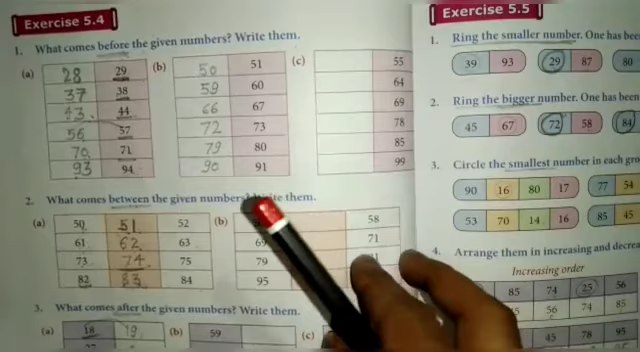 Exercise 5.4
1. What comes before the given numbers? Write them.
(a)
28 29
37 38
43. 44
56 57
70 71
93 94
(b)
50 51
59 60
66 67
72 73
79 80
90 91
(c)
55
64
69
78
85
99
2. What comes between the given numbers? Write them.
(a)
50 51 52
61 62 63
73 74 75
82 83 84
(b)
58
69 71
79
95
3. What comes after the given numbers? Write them.
(a) 18 19
(b) 59
(c)
Exercise 5.5
1. Ring the smaller number. One has bee
39 93 29 87 80
2. Ring the bigger number. One has been
45 67 72 58 84
3. Circle the smallest number in each gro
90 16 80 17 77 54
53 70 14 16 85 45
4. Arrange them in increasing and decrea
Increasing order
85 74 25 56
56 74 85
45 78 95